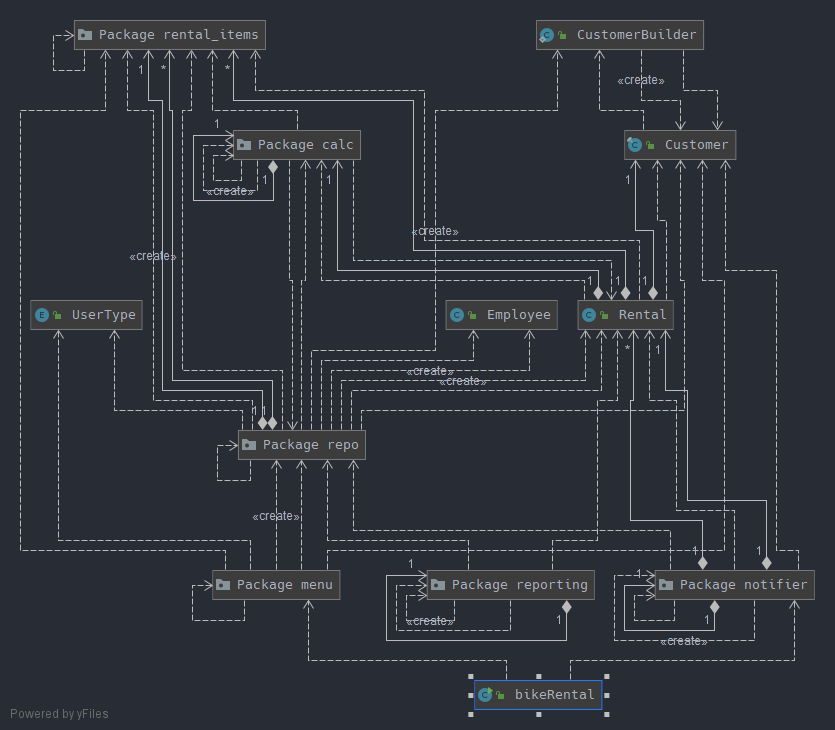 Package rental_items
CustomerBuilder
1
*
*
«create»
1
Package calc
Customer
1
1
«create»
1
«create»
«create»
1
1
1
UserType
Employee
Rental
*
1
«create»
«create»
1
1
Package repo
«create»
1
1
1
1
Package menu
Package reporting
Package notifier
1
1
«create»
«create»
bikeRental
Powered by yFiles